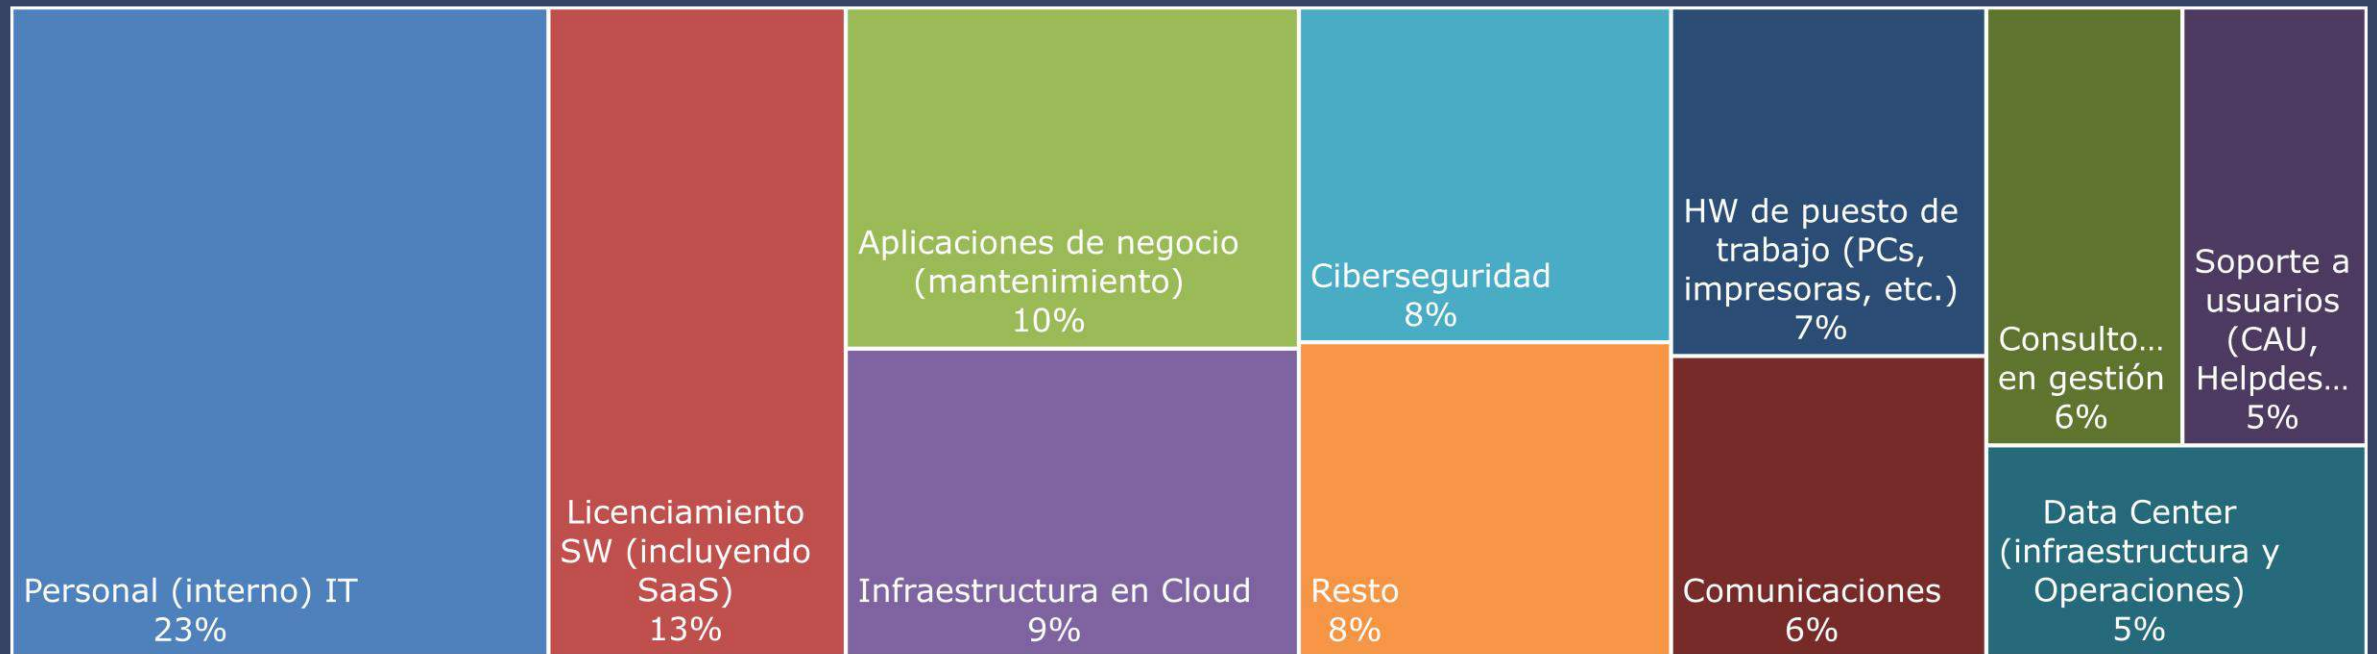 Personal (interno) IT
23%
Licenciamiento
SW (incluyendo
SaaS)
13%
Aplicaciones de negocio
(mantenimiento)
10%
Infraestructura en Cloud
9%
Ciberseguridad
8%
Resto
8%
HW de puesto de
trabajo (PCs,
impresoras, etc.)
7%
Comunicaciones
6%
Consulto...
en gestión
6%
Soporte a
usuarios
(CAU,
Helpdes...
5%
Data Center
(infraestructura y
Operaciones)
5%